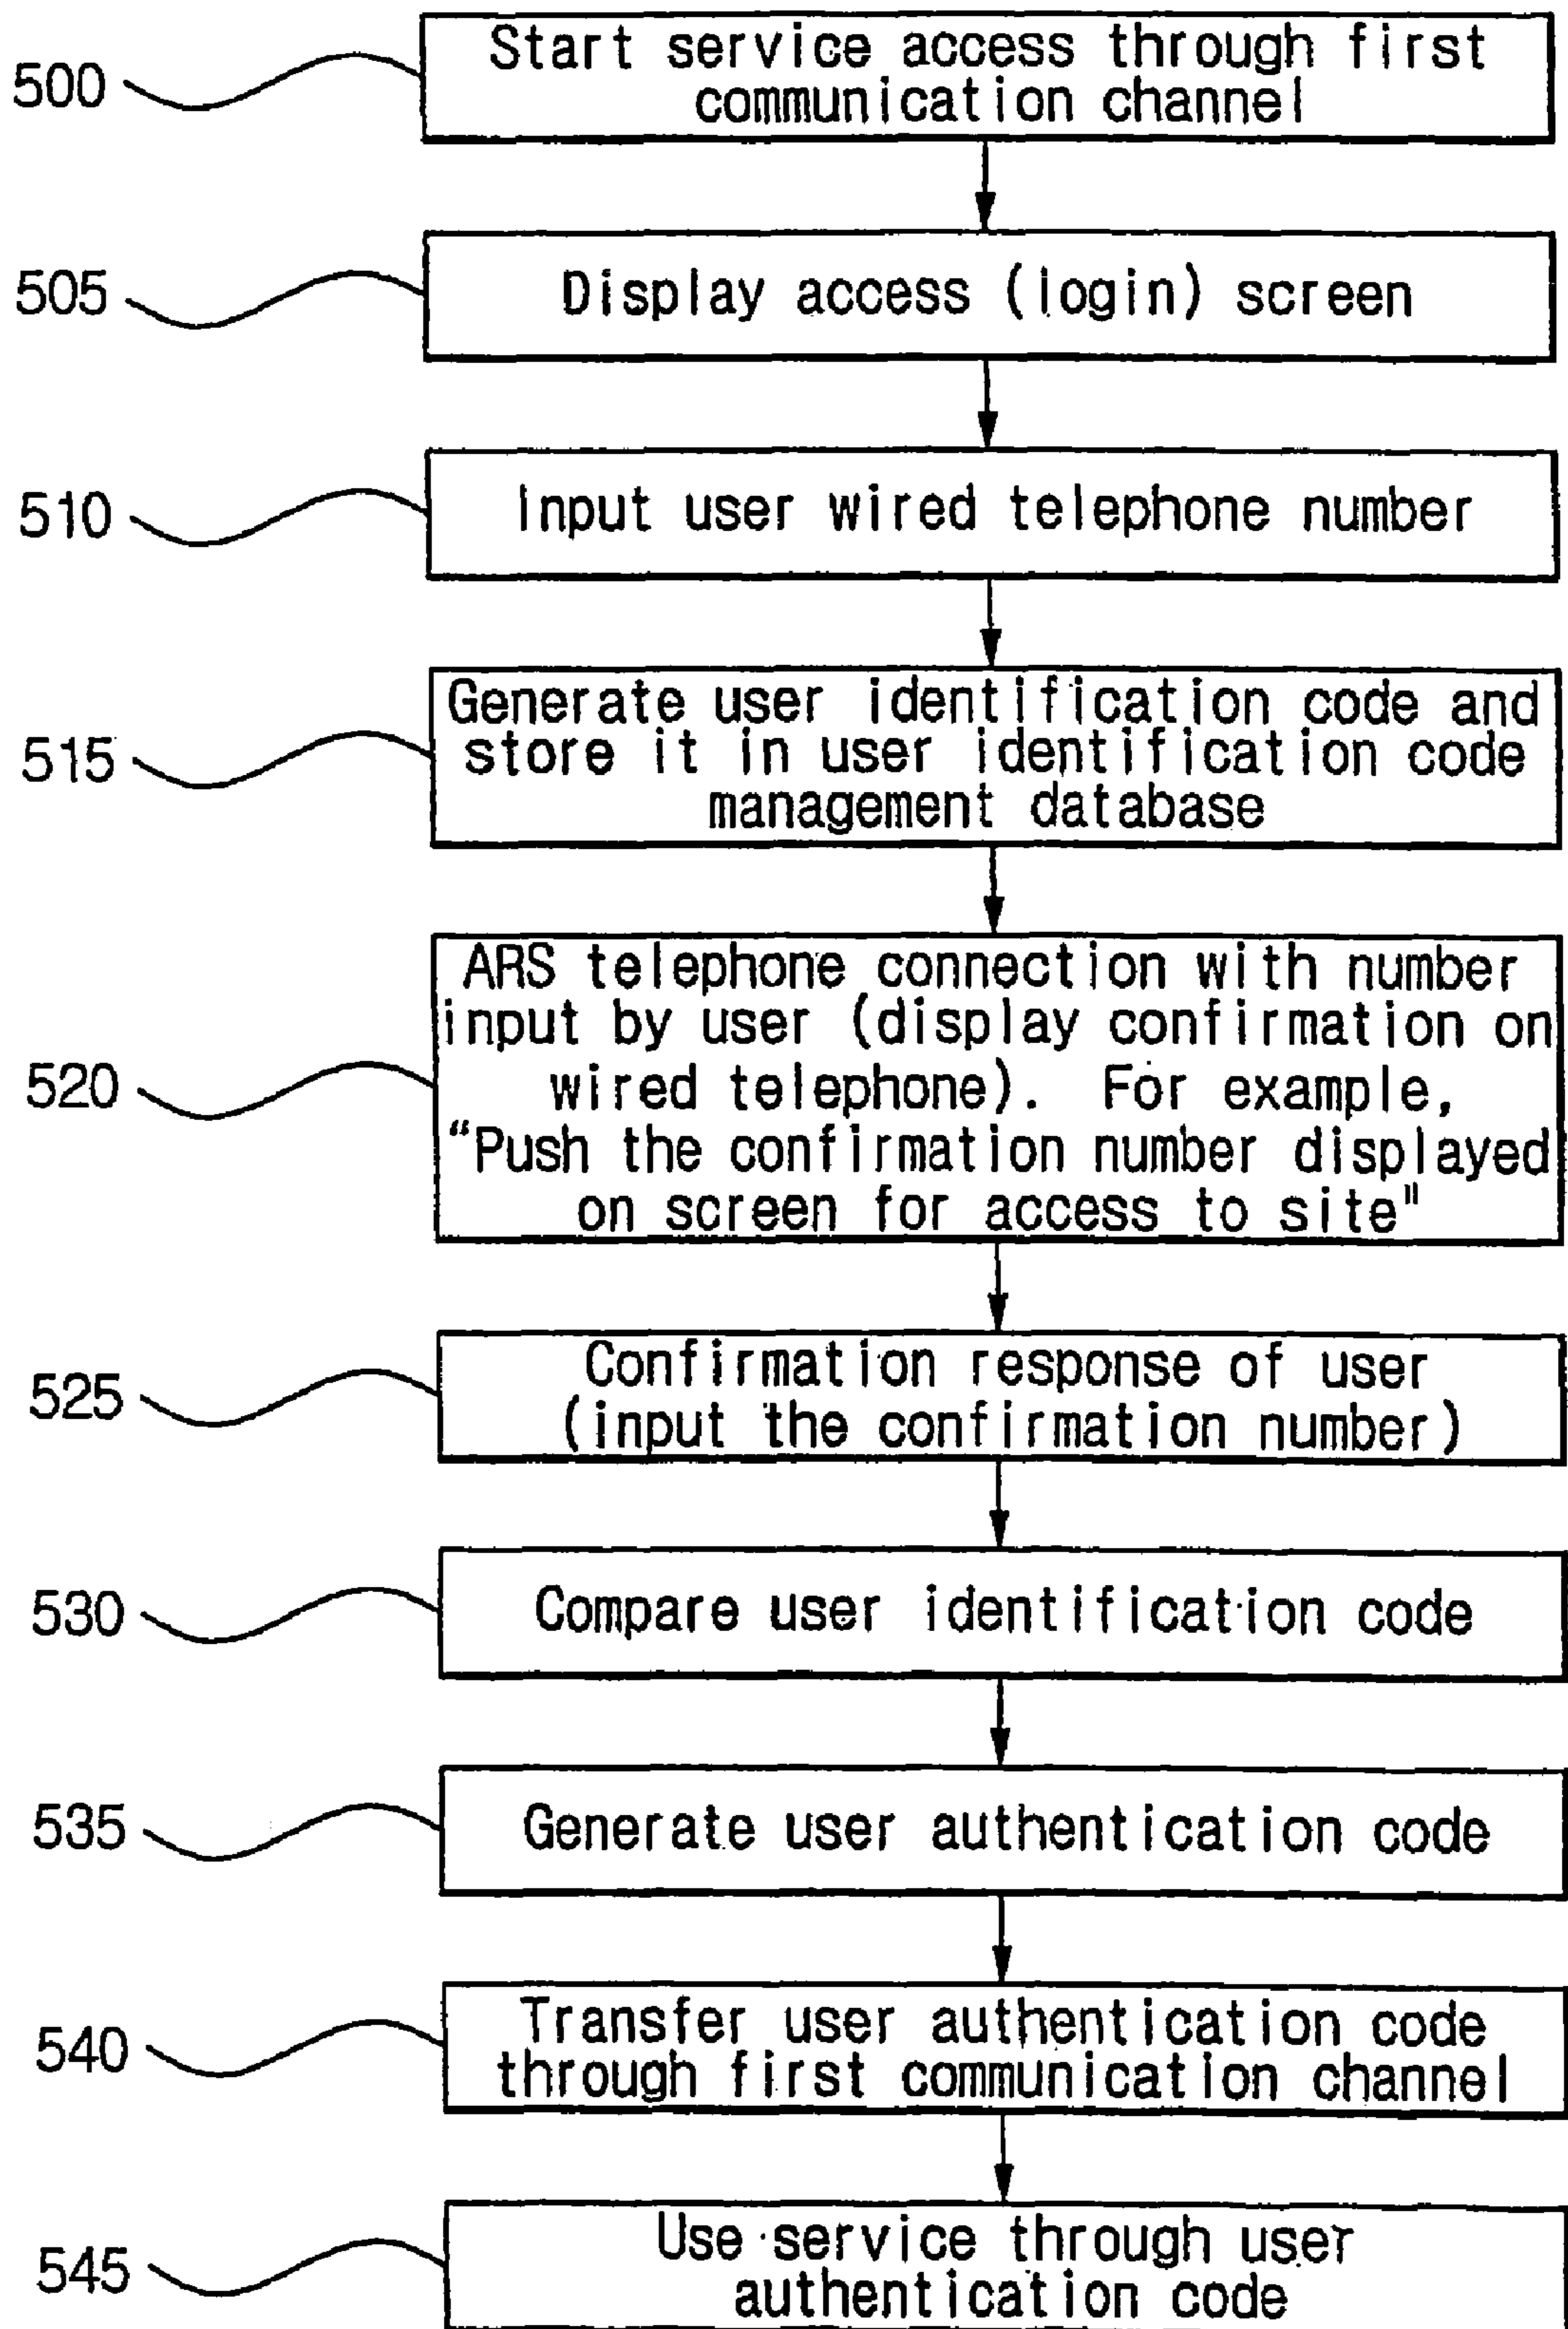 500
Start service access through first
communication channel
505
Display access (login) screen
510
Input user wired telephone number
515
Generate user identification code and
store it in user identification code
management database
520
ARS telephone connection with number
input by user (display confirmation on
wired telephone). For example,
“Push the confirmation number displayed
on screen for access to site"
525
Confirmation response of user
(input the confirmation number)
530
Compare user identification code
535
Generate user authentication code
540
Transfer user authentication code
through first communication channel
545
Use service through user
authentication code